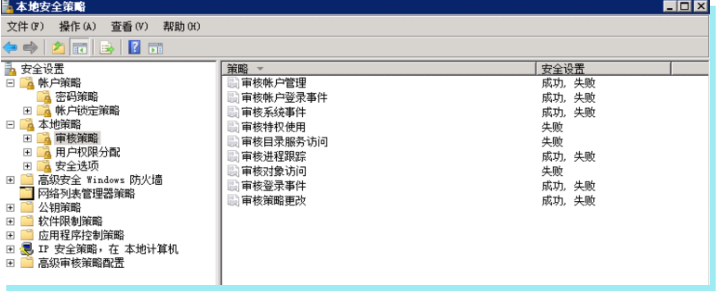 本地安全策略
文件(F) 操作(A) 查看(V) 帮助(H)
安全设置
帐户策略
密码策略
帐户锁定策略
本地策略
审核策略
用户权限分配
安全选项
高级安全 Windows 防火墙
网络列表管理器策略
公钥策略
软件限制策略
应用程序控制策略
IP 安全策略，在 本地计算机
高级审核策略配置
策略 安全设置
审核帐户管理 成功, 失败
审核帐户登录事件 成功, 失败
审核系统事件 成功, 失败
审核特权使用 失败
审核目录服务访问 失败
审核进程跟踪 成功, 失败
审核对象访问 失败
审核登录事件 成功, 失败
审核策略更改 成功, 失败